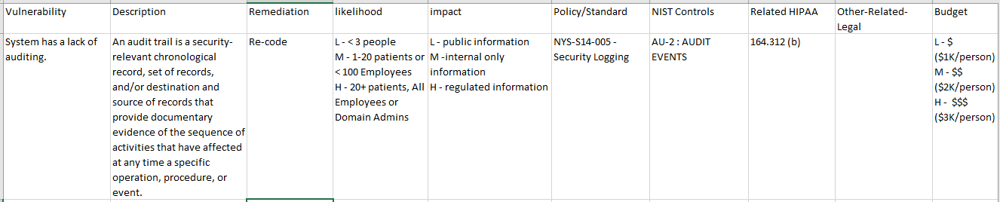 Vulnerability
Description
Remediation
likelihood
impact
Policy/Standard
NIST Controls
Related HIPAA
Other-Related-
Legal
Budget
System has a lack of
auditing.
An audit trail is a security-
relevant chronological
record, set of records,
and/or destination and
source of records that
provide documentary
evidence of the sequence of
activities that have affected
at any time a specific
operation, procedure, or
event.
Re-code
L - < 3 people
M - 1-20 patients or
< 100 Employees
H - 20+ patients, All
Employees or
Domain Admins
L - public information
M -internal only
information
H - regulated information
NYS-S14-005 -
Security Logging
AU-2 : AUDIT
EVENTS
164.312 (b)
L - $
($1K/person)
M - $$
($2K/person)
H - $$$
($3K/person)